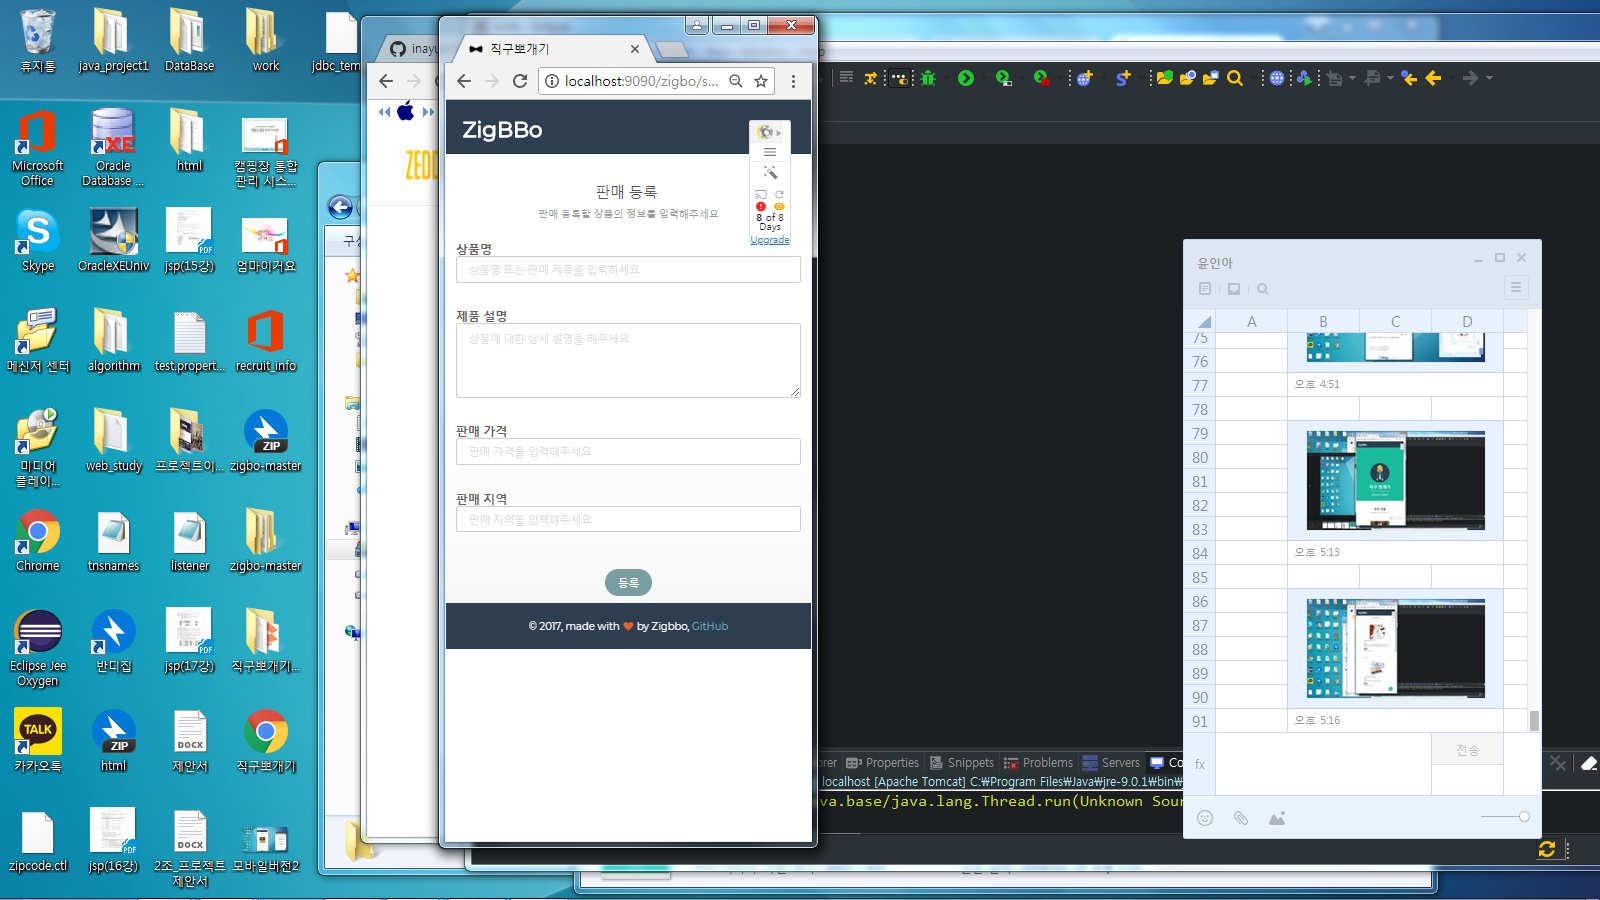 휴지통
java_project1
DataBase
work
jdbc_tem
Microsoft Office
Oracle Database ...
html
캠핑장 통합 관리 시스...
Skype
OracleXEUniv
jsp(15강)
엄마이거요
메신저 센터
algorithm
test.propert...
recruit_info
미디어 플레이...
web_study
프로젝트이...
zigbo-master
Chrome
tnsnames
listener
zigbo-master
Eclipse Jee Oxygen
반디집
jsp(17강)
직구뽀개기...
카카오톡
html
제안서
직구뽀개기
zipcode.ctl
jsp(16강)
2조_프로젝트 제안서
모바일버전2
구성
inayu
ZEDD
직구뽀개기
localhost:9090/zigbo/s...
ZigBBo
8 of 8
Days
Upgrade
판매 등록
판매 등록할 상품의 정보를 입력해주세요
상품명
상품명 또는 판매 제목을 입력하세요
제품 설명
상품에 대한 상세 설명을 해주세요
판매 가격
판매 가격을 입력해주세요
판매 지역
판매 지역을 입력해주세요
등록
© 2017, made with ❤ by Zigbbo, GitHub
orer
Properties
Snippets
Problems
Servers
Co
localhost [Apache Tomcat] C:₩Program Files₩Java₩jre-9.0.1₩bin₩
va.base/java.lang.Thread.run(Unknown Sour
윤인아
A B C D
75
76
77 오후 4:51
78
79
80
81
82
83
84 오후 5:13
85
86
87
88
89
90
91 오후 5:16
전송
fx